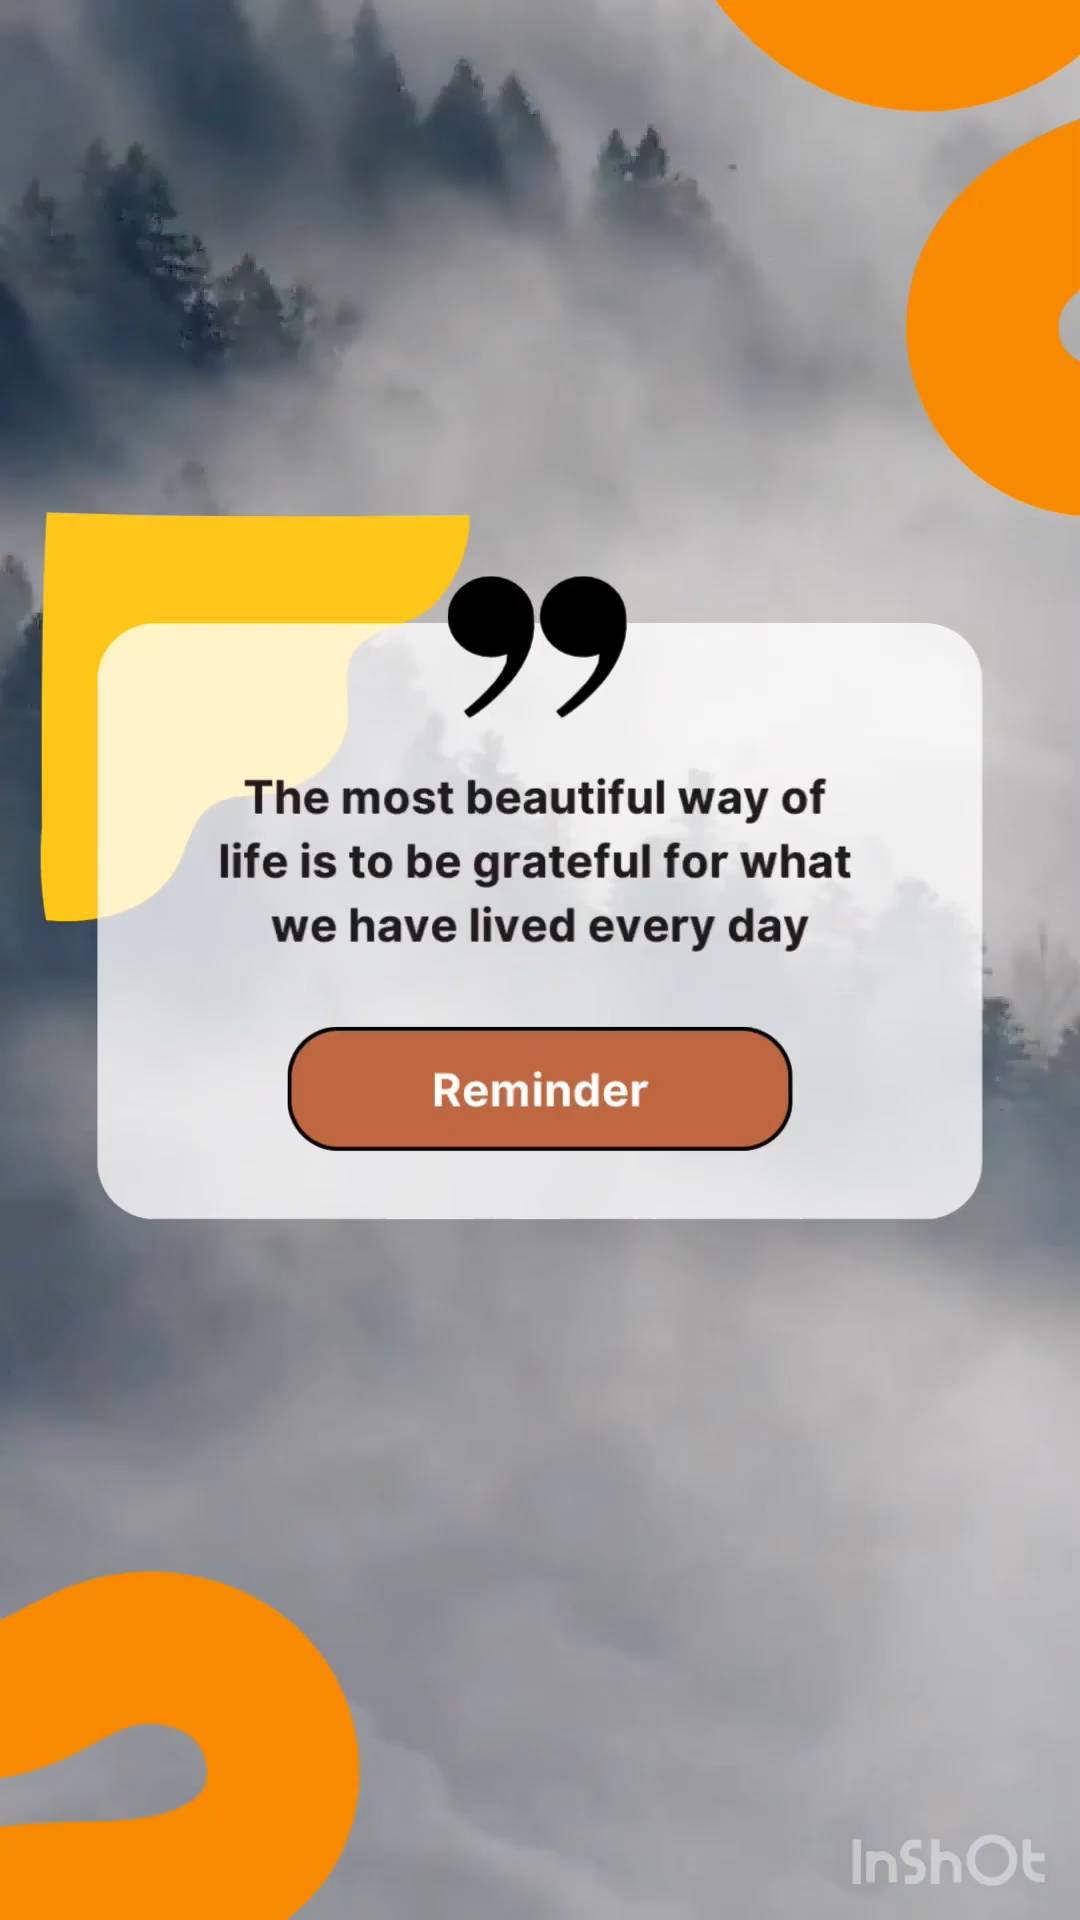 ”
The most beautiful way of
life is to be grateful for what
we have lived every day
Reminder
InShOt